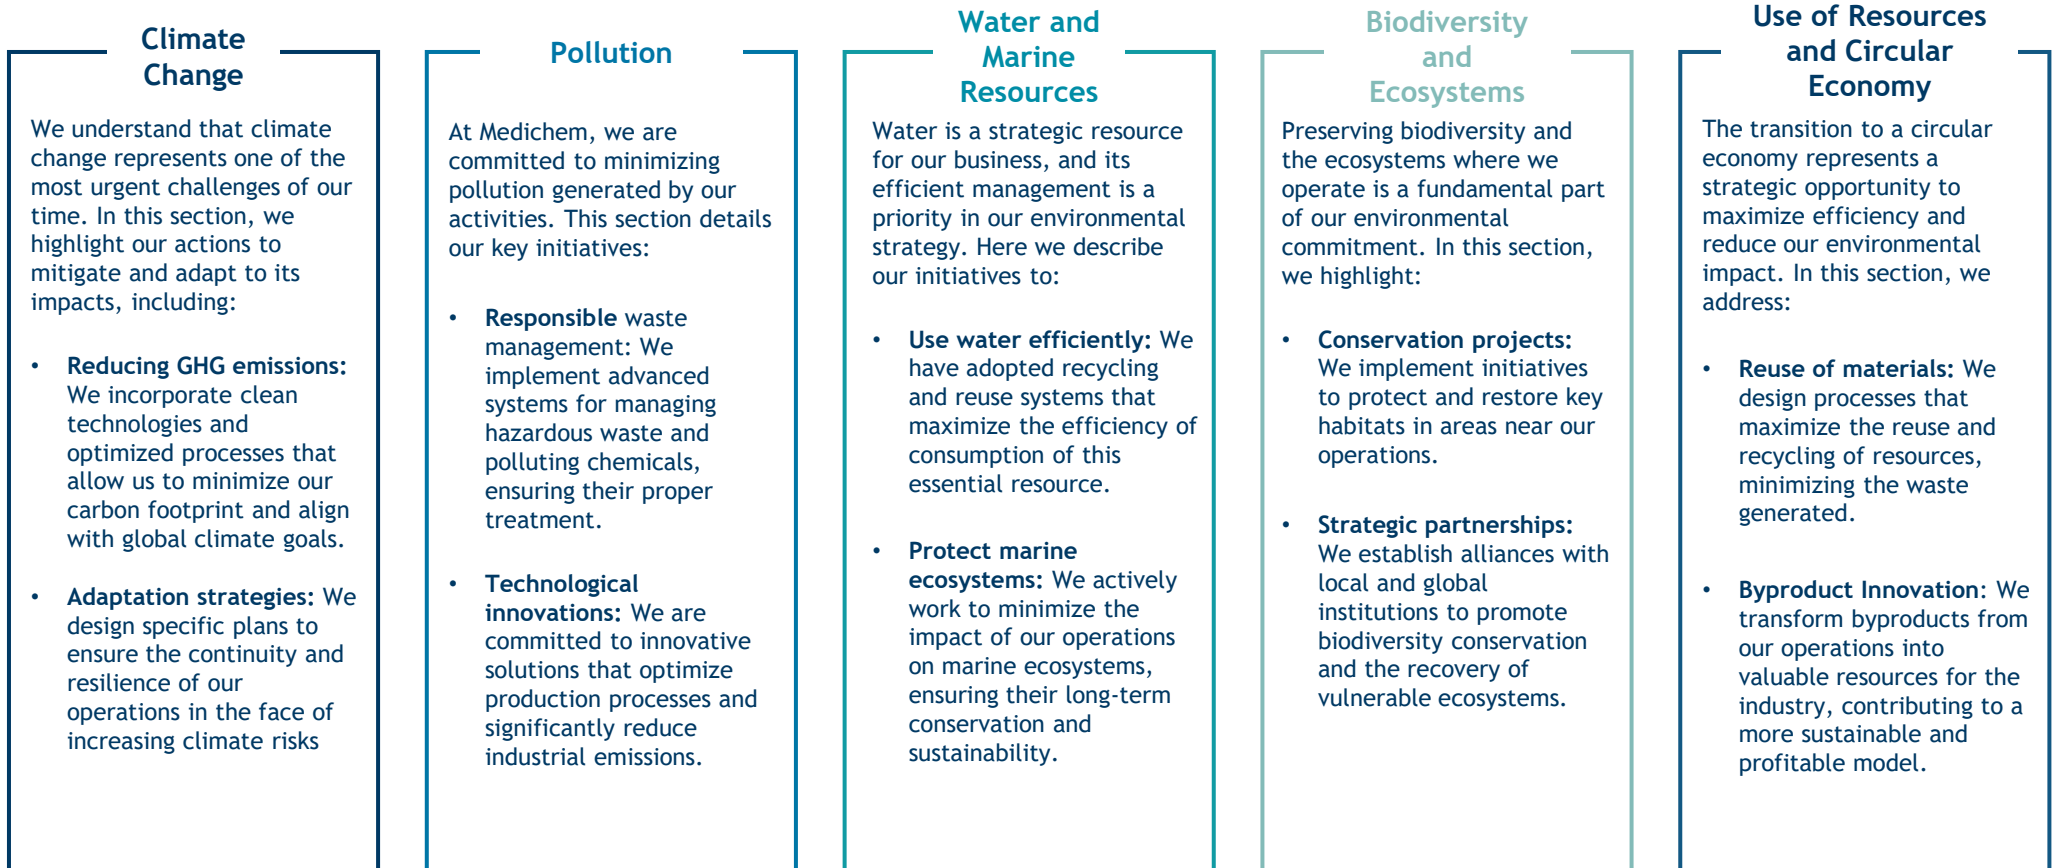 Climate
Change
We understand that climate
change represents one of the
most urgent challenges of our
time. In this section, we
highlight our actions to
mitigate and adapt to its
impacts, including:
• Reducing GHG emissions:
We incorporate clean
technologies and
optimized processes that
allow us to minimize our
carbon footprint and align
with global climate goals.
• Adaptation strategies: We
design specific plans to
ensure the continuity and
resilience of our
operations in the face of
increasing climate risks
Pollution
At Medichem, we are
committed to minimizing
pollution generated by our
activities. This section details
our key initiatives:
• Responsible waste
management: We
implement advanced
systems for managing
hazardous waste and
polluting chemicals,
ensuring their proper
treatment.
• Technological
innovations: We are
committed to innovative
solutions that optimize
production processes and
significantly reduce
industrial emissions.
Water and
Marine
Resources
Water is a strategic resource
for our business, and its
efficient management is a
priority in our environmental
strategy. Here we describe
our initiatives to:
• Use water efficiently: We
have adopted recycling
and reuse systems that
maximize the efficiency of
consumption of this
essential resource.
• Protect marine
ecosystems: We actively
work to minimize the
impact of our operations
on marine ecosystems,
ensuring their long-term
conservation and
sustainability.
Biodiversity
and
Ecosystems
Preserving biodiversity and
the ecosystems where we
operate is a fundamental part
of our environmental
commitment. In this section,
we highlight:
• Conservation projects:
We implement initiatives
to protect and restore key
habitats in areas near our
operations.
• Strategic partnerships:
We establish alliances with
local and global
institutions to promote
biodiversity conservation
and the recovery of
vulnerable ecosystems.
Use of Resources
and Circular
Economy
The transition to a circular
economy represents a
strategic opportunity to
maximize efficiency and
reduce our environmental
impact. In this section, we
address:
• Reuse of materials: We
design processes that
maximize the reuse and
recycling of resources,
minimizing the waste
generated.
• Byproduct Innovation: We
transform byproducts from
our operations into
valuable resources for the
industry, contributing to a
more sustainable and
profitable model.